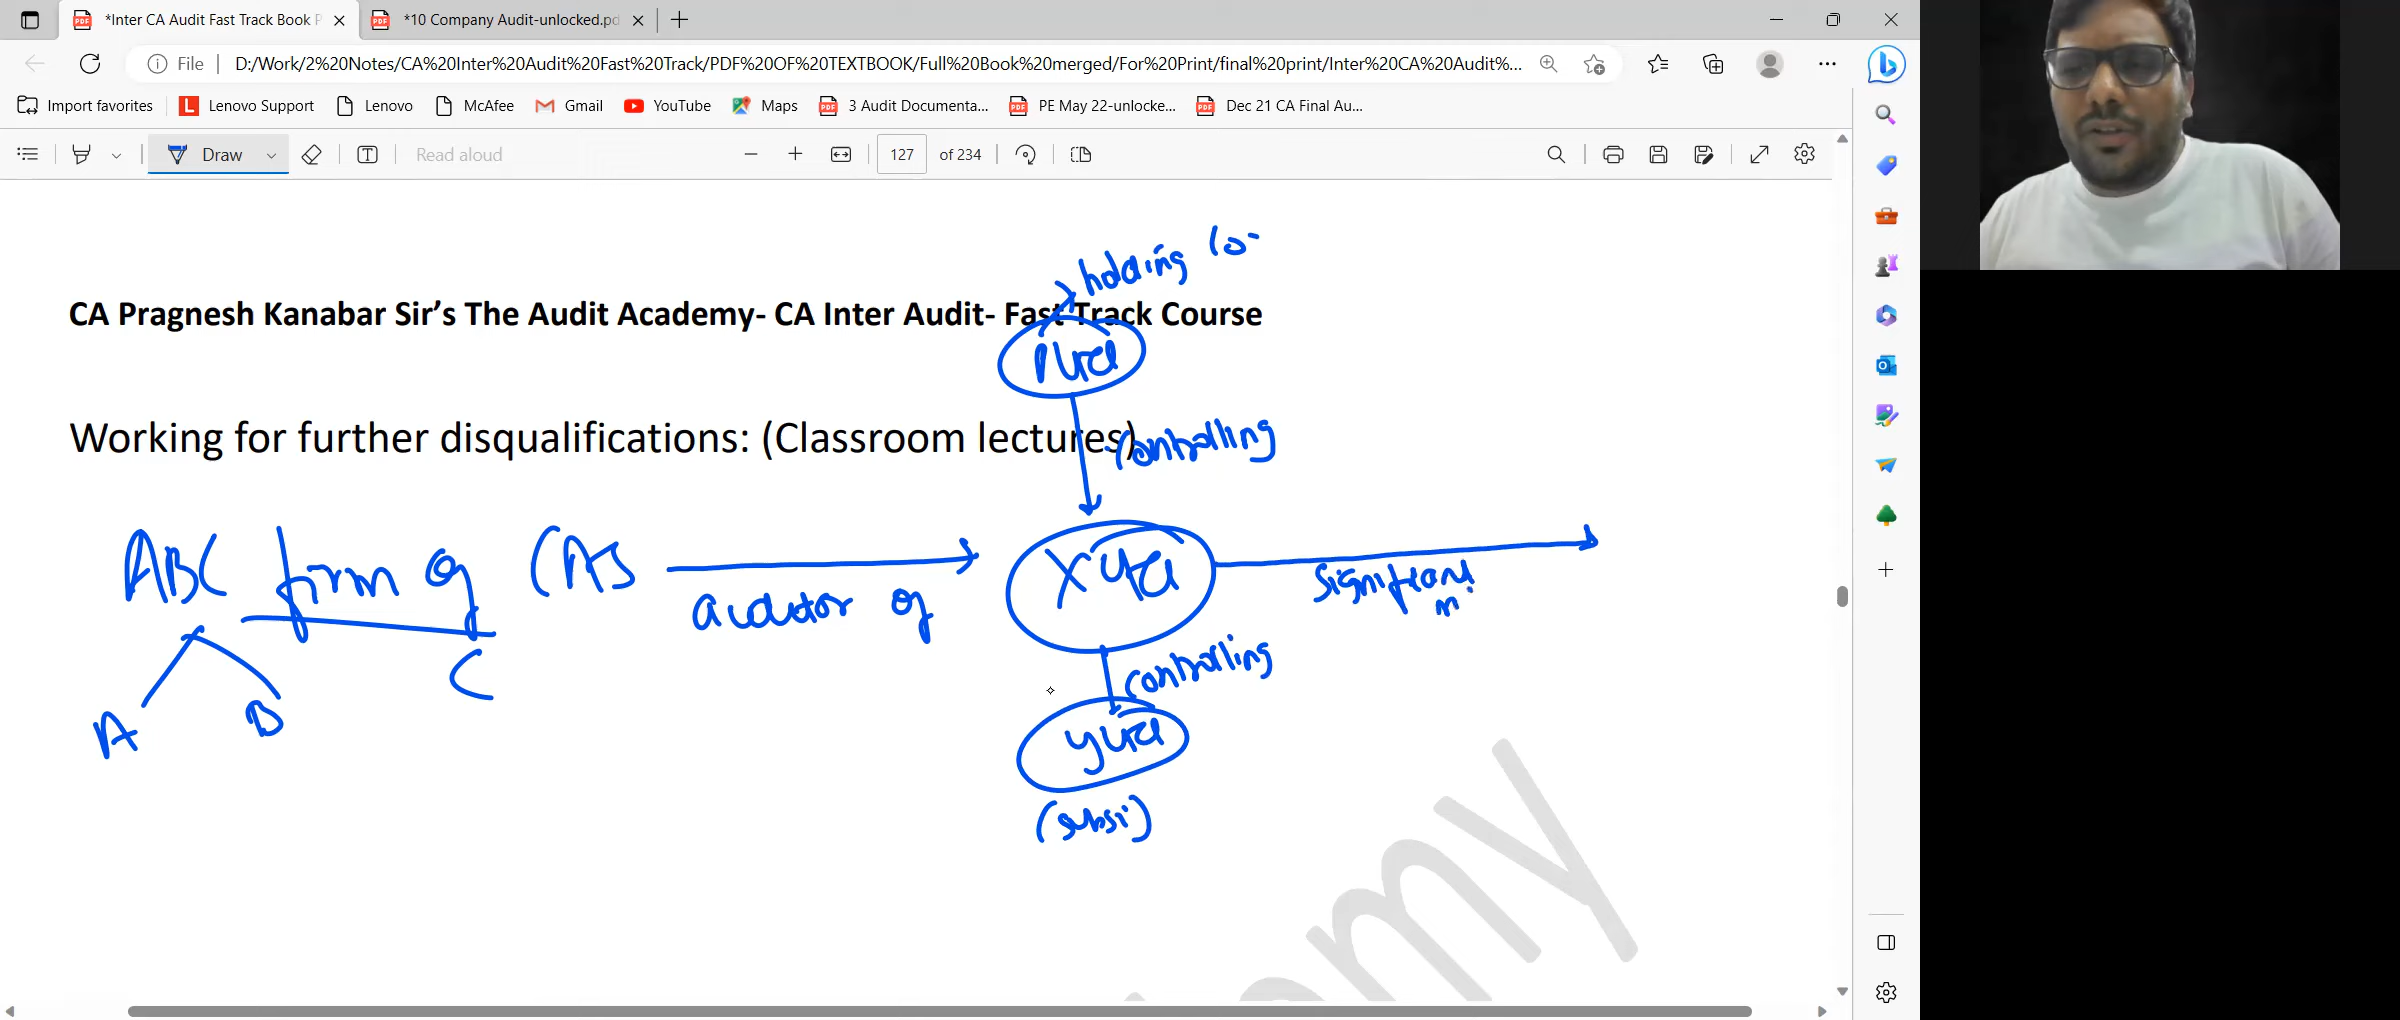 *Inter CA Audit Fast Track Book P
*10 Company Audit-unlocked.pd
File
D:/Work/2%20Notes/CA%20Inter%20Audit%20Fast%20Track/PDF%20OF%20TEXTBOOK/Full%20Book%20merged/For%20Print/final%20print/Inter%20CA%20Audit%...
Import favorites
Lenovo Support
Lenovo
McAfee
Gmail
YouTube
Maps
3 Audit Documenta...
PE May 22-unlocke...
Dec 21 CA Final Au...
Draw
Read aloud
127
of 234
holding Co-
CA Pragnesh Kanabar Sir's The Audit Academy- CA Inter Audit- Fast Track Course
Working for further disqualifications: (Classroom lectures)
controlling
ABC firm of CAs
auditor of
X Ltd
Significant
A
B
C
controlling
Y Ltd
(subsi)